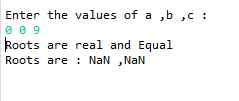 Enter the values of a ,b ,c :
0 0 9
Roots are real and Equal
Roots are : NaN ,NaN